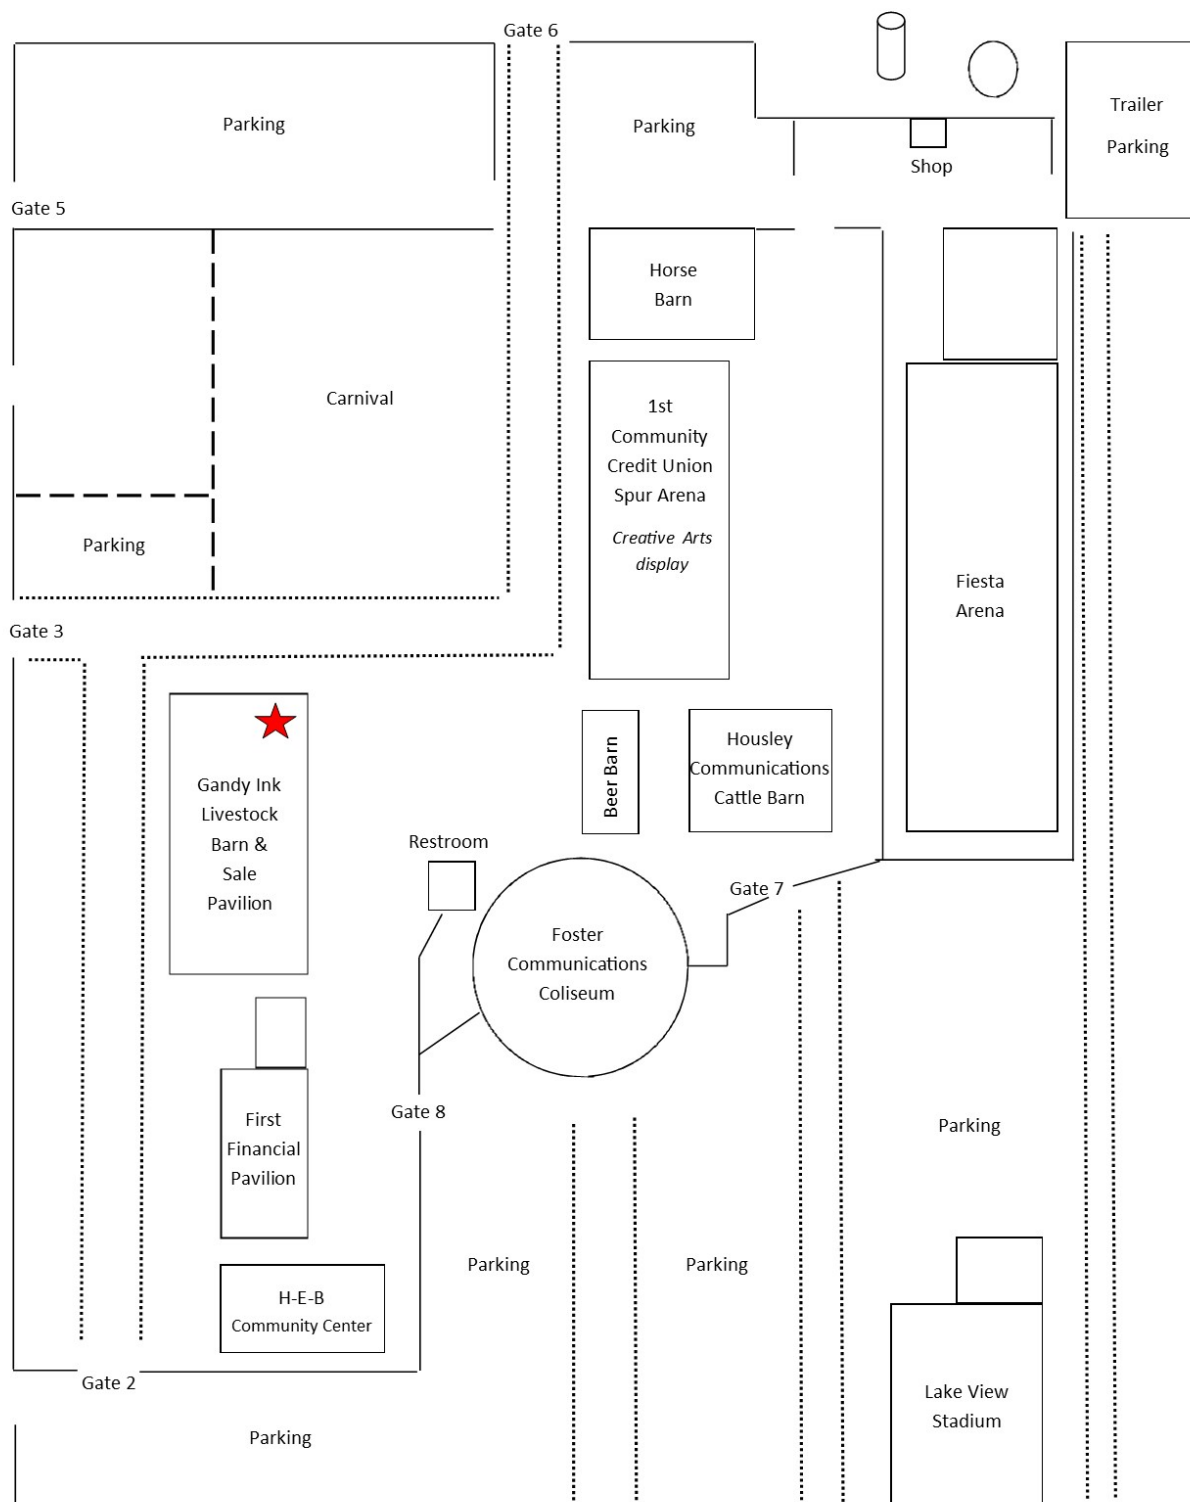 Gate 6
Parking
Parking
Trailer
Parking
Shop
Gate 5
Horse
Barn
Carnival
1st
Community
Credit Union
Spur Arena
Creative Arts
display
Parking
Fiesta
Arena
Gate 3
Gandy Ink
Livestock
Barn &
Sale
Pavilion
Beer Barn
Housley
Communications
Cattle Barn
Restroom
Gate 7
Foster
Communications
Coliseum
Gate 8
First
Financial
Pavilion
Parking
Parking
Parking
H-E-B
Community Center
Gate 2
Lake View
Stadium
Parking